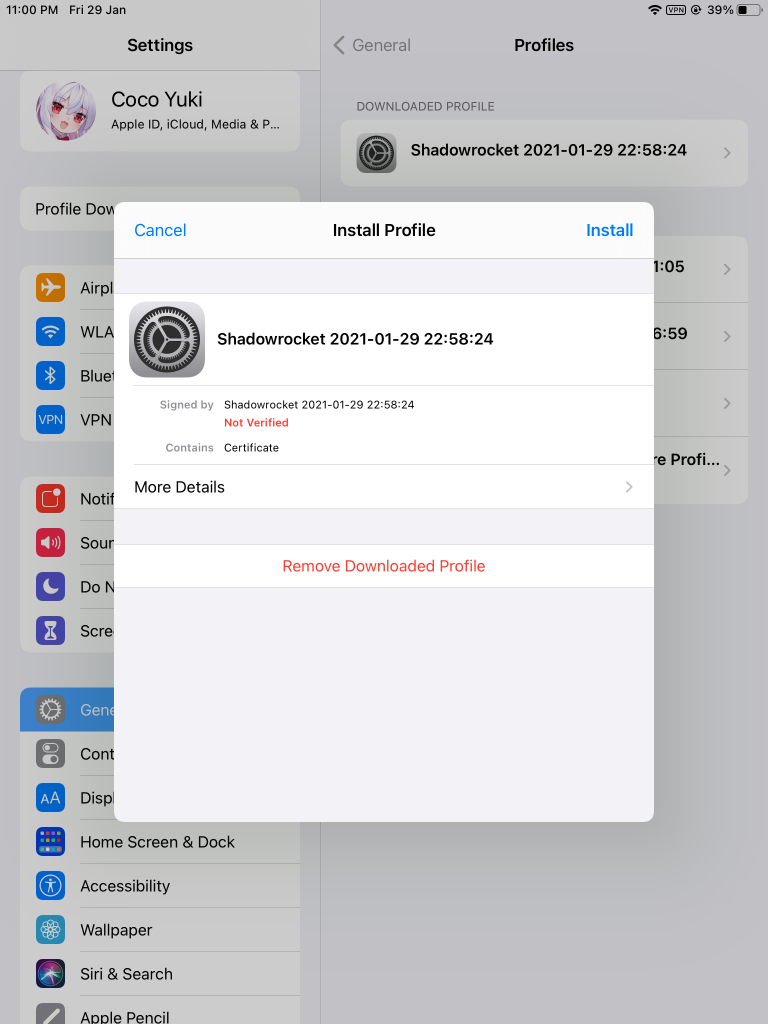 11:00 PM Fri 29 Jan
VPN
39%
Settings
General
Profiles
Coco Yuki
Apple ID, iCloud, Media & P...
DOWNLOADED PROFILE
Shadowrocket 2021-01-29 22:58:24
Profile Dow
Cancel
Install Profile
Install
1:05
Airpl
Shadowrocket 2021-01-29 22:58:24
6:59
WLA
Bluet
Signed by Shadowrocket 2021-01-29 22:58:24
Not Verified
VPN VPN
Contains Certificate
re Profi...
More Details
Notif
Soun
Remove Downloaded Profile
Do N
Scre
Gene
Cont
AA Displ
Home Screen & Dock
Accessibility
Wallpaper
Siri & Search
Apple Pencil